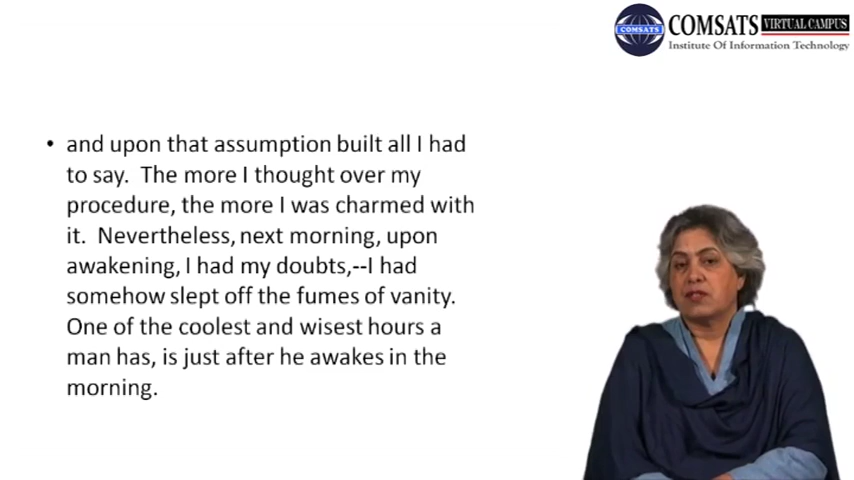 COMSATS
COMSATS VIRTUAL CAMPUS
Institute Of Information Technology
• and upon that assumption built all I had
to say. The more I thought over my
procedure, the more I was charmed with
it. Nevertheless, next morning, upon
awakening, I had my doubts,--I had
somehow slept off the fumes of vanity.
One of the coolest and wisest hours a
man has, is just after he awakes in the
morning.